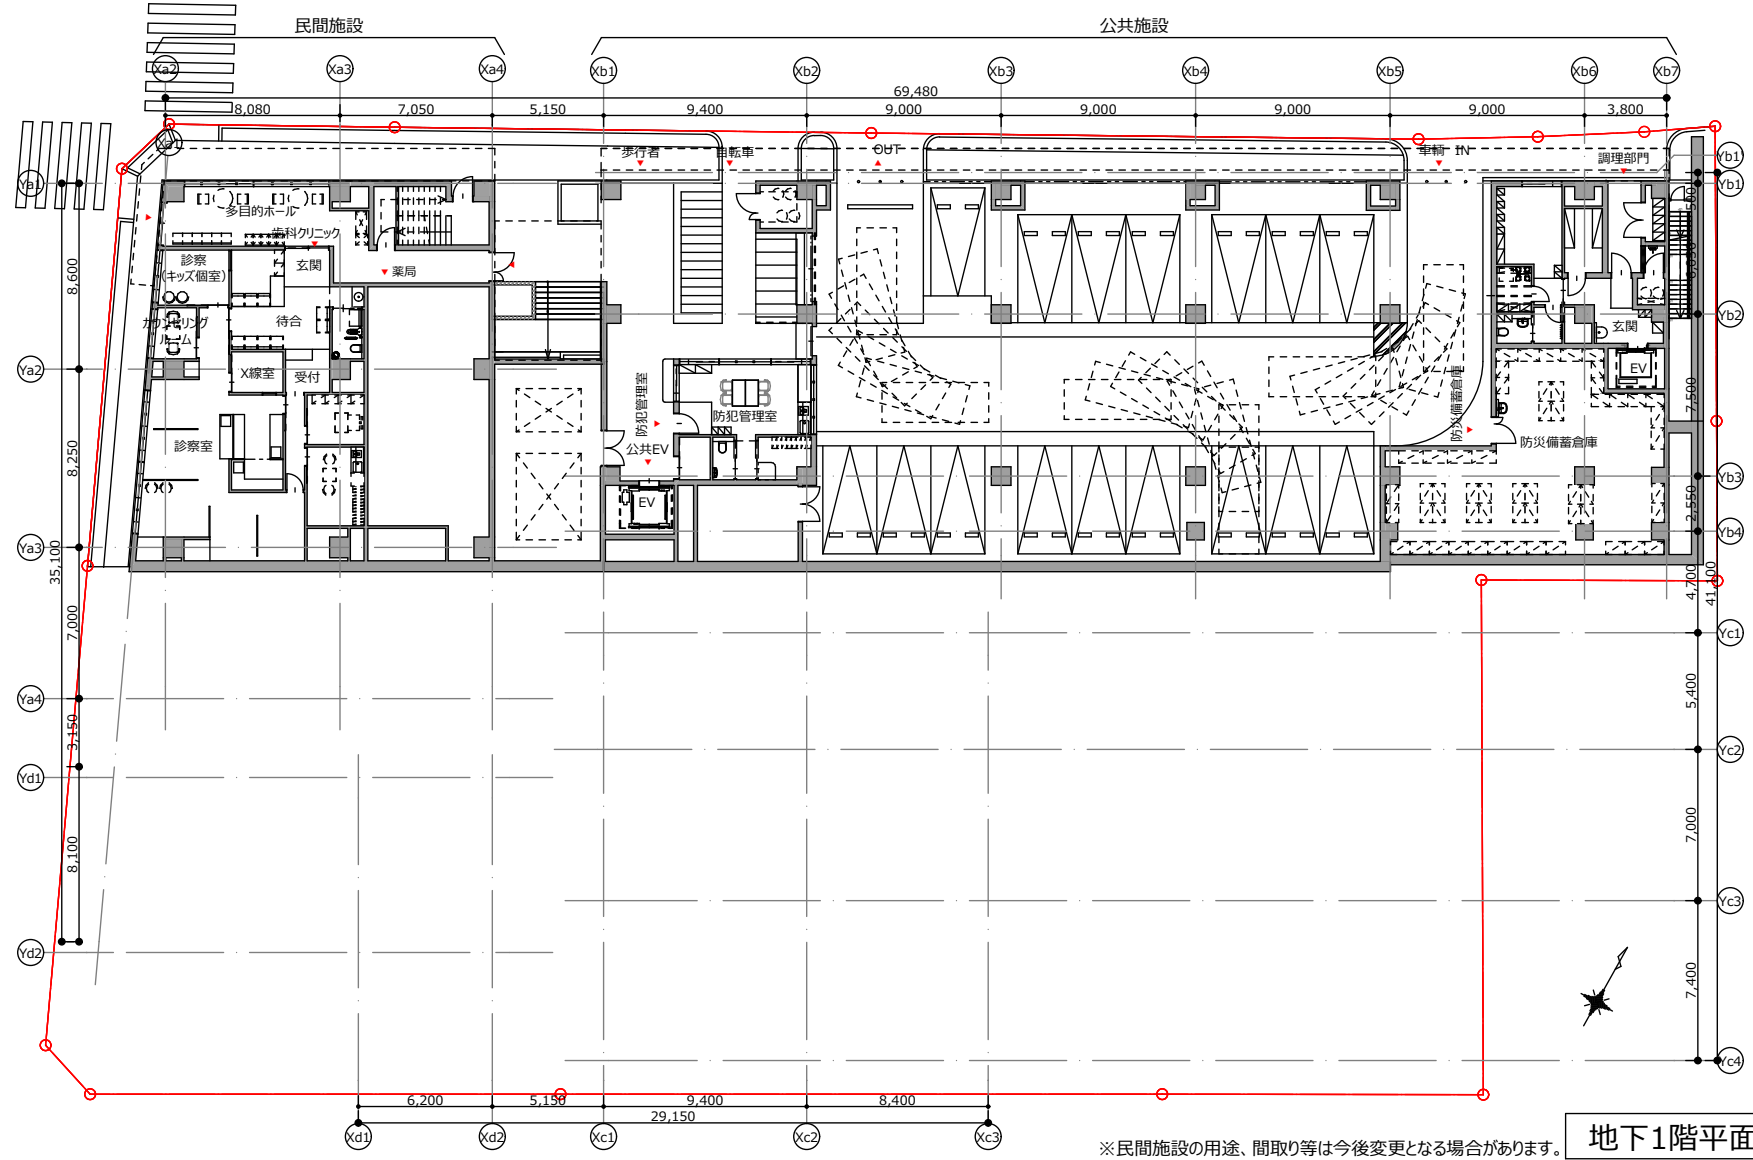 民間施設
公共施設
Xa2
Xa3
Xa4
Xb1
Xb2
Xb3
Xb4
Xb5
Xb6
Xb7
69,480
8,080
7,050
5,150
9,400
9,000
9,000
9,000
9,000
3,800
Xa1
歩行者
自転車
OUT
車輌 IN
調理部門
Yb1
Ya1
Yb1
500
多目的ホール
歯科クリニック
診察
(キッズ個室)
玄関
薬局
8,600
6,050
カウンセリング
ルーム
待合
玄関
Yb2
Ya2
X線室
受付
EV
防犯管理室
防犯管理室
防災備蓄倉庫
7,500
診察室
公共EV
防災備蓄倉庫
8,250
Yb3
EV
2,550
Yb4
Ya3
35,100
4,700
41,100
7,000
Yc1
Ya4
5,400
3,150
Yc2
Yd1
8,100
7,000
Yc3
Yd2
7,400
Yc4
6,200
5,150
9,400
8,400
29,150
Xd1
Xd2
Xc1
Xc2
Xc3
※民間施設の用途、間取り等は今後変更となる場合があります。
地下1階平面